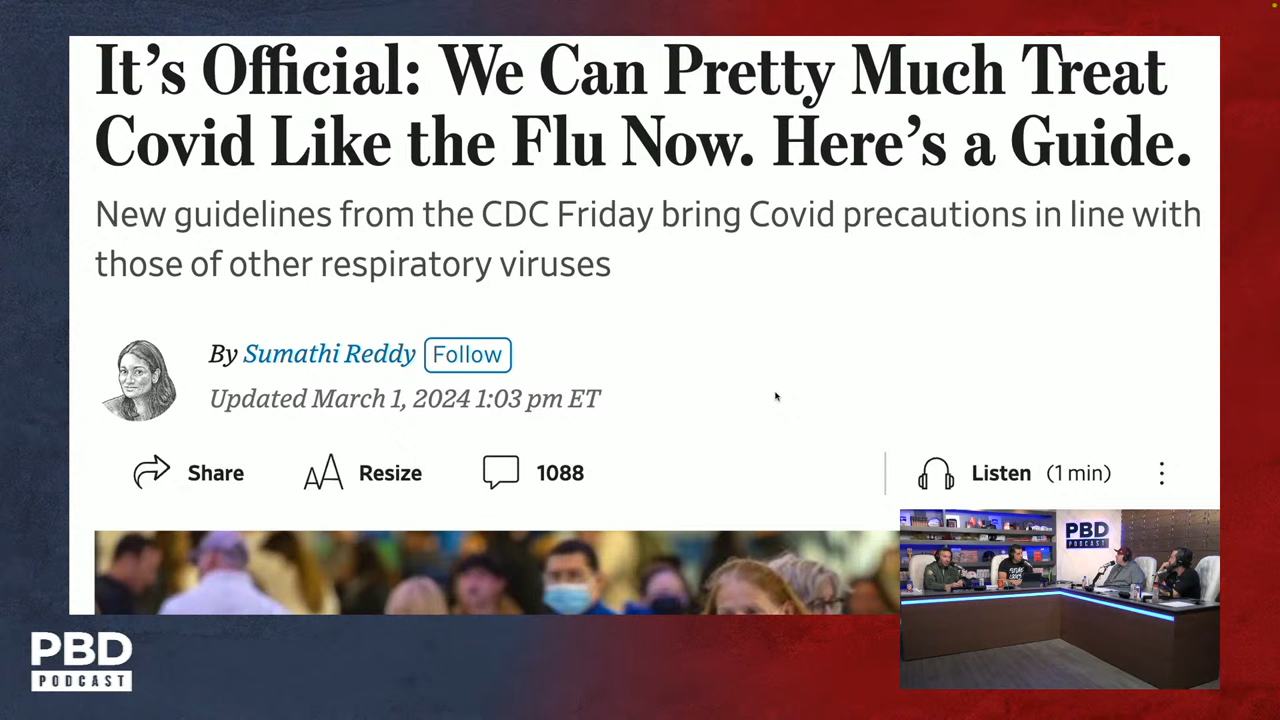 It’s Official: We Can Pretty Much Treat
Covid Like the Flu Now. Here’s a Guide.
New guidelines from the CDC Friday bring Covid precautions in line with
those of other respiratory viruses
By Sumathi Reddy Follow
Updated March 1, 2024 1:03 pm ET
Share
AA Resize
1088
Listen (1 min)
PBD
PODCAST
PBD
PODCAST